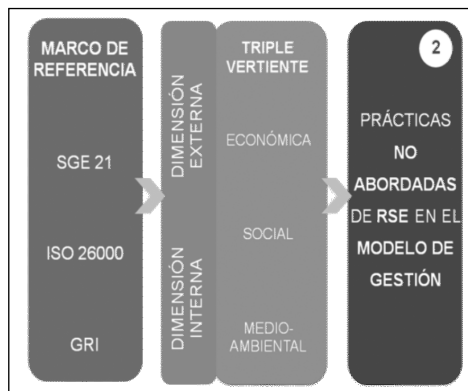 MARCO DE
REFERENCIA
SGE 21
ISO 26000
GRI
DIMENSIÓN
EXTERNA
DIMENSIÓN
INTERNA
TRIPLE
VERTIENTE
ECONÓMICA
SOCIAL
MEDIO-
AMBIENTAL
2
PRÁCTICAS
NO
ABORDADAS
DE RSE EN EL
MODELO DE
GESTIÓN